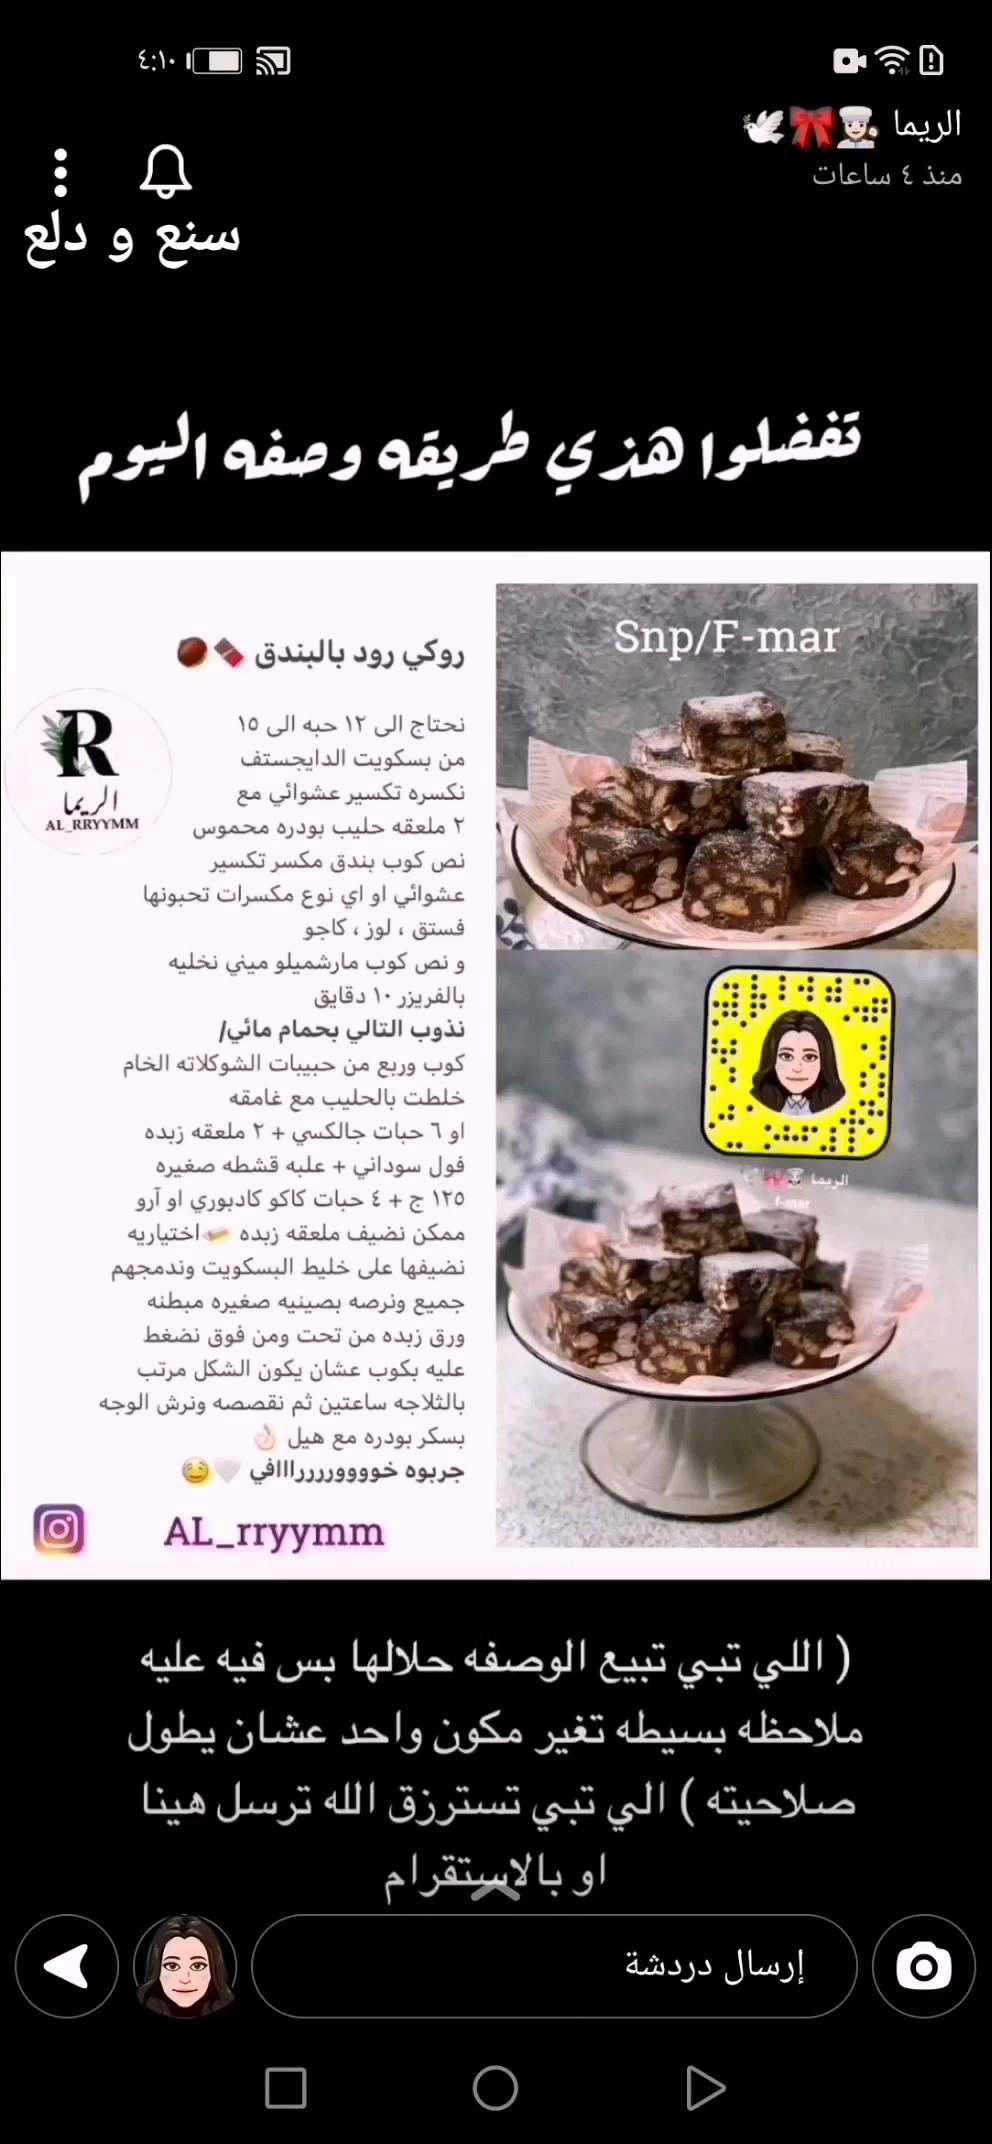 ٤:١٠
الريما
منذ ٤ ساعات
سنع و دلع
تفضلوا هذي طريقه وصفه اليوم
روكي رود بالبندق
نحتاج الى ١٢ حبه الى ١٥
من بسكويت الدايجستف
نكسره تكسير عشوائي مع
٢ ملعقه حليب بودره محموس
نص كوب بندق مكسر تكسير
عشوائي او اي نوع مكسرات تحبونها
فستق ، لوز ، كاجو
و نص كوب مارشميلو ميني نخليه
بالفريزر ١٠ دقايق
نذوب التالي بحمام مائي/
كوب وربع من حبيبات الشوكلاته الخام
خلطت بالحليب مع غامقه
او ٦ حبات جالكسي + ٢ ملعقه زبده
فول سوداني + علبه قشطه صغيره
١٢٥ ج + ٤ حبات كاكو كادبوري او آرو
ممكن نضيف ملعقه زبده اختياريه
نضيفها على خليط البسكويت وندمجهم
جميع ونرصه بصينيه صغيره مبطنه
ورق زبده من تحت ومن فوق نضغط
عليه بكوب عشان يكون الشكل مرتب
بالثلاجه ساعتين ثم نقصصه ونرش الوجه
بسكر بودره مع هيل
جربوه خووووررررااافي
R
الريما
AL_RRYYMM
AL_rryymm
Snp/F-mar
الريما
f-mar
( اللي تبي تبيع الوصفه حلالها بس فيه عليه
ملاحظه بسيطه تغير مكون واحد عشان يطول
صلاحيته ) الي تبي تسترزق الله ترسل هينا
او بالاستقرام
إرسال دردشة